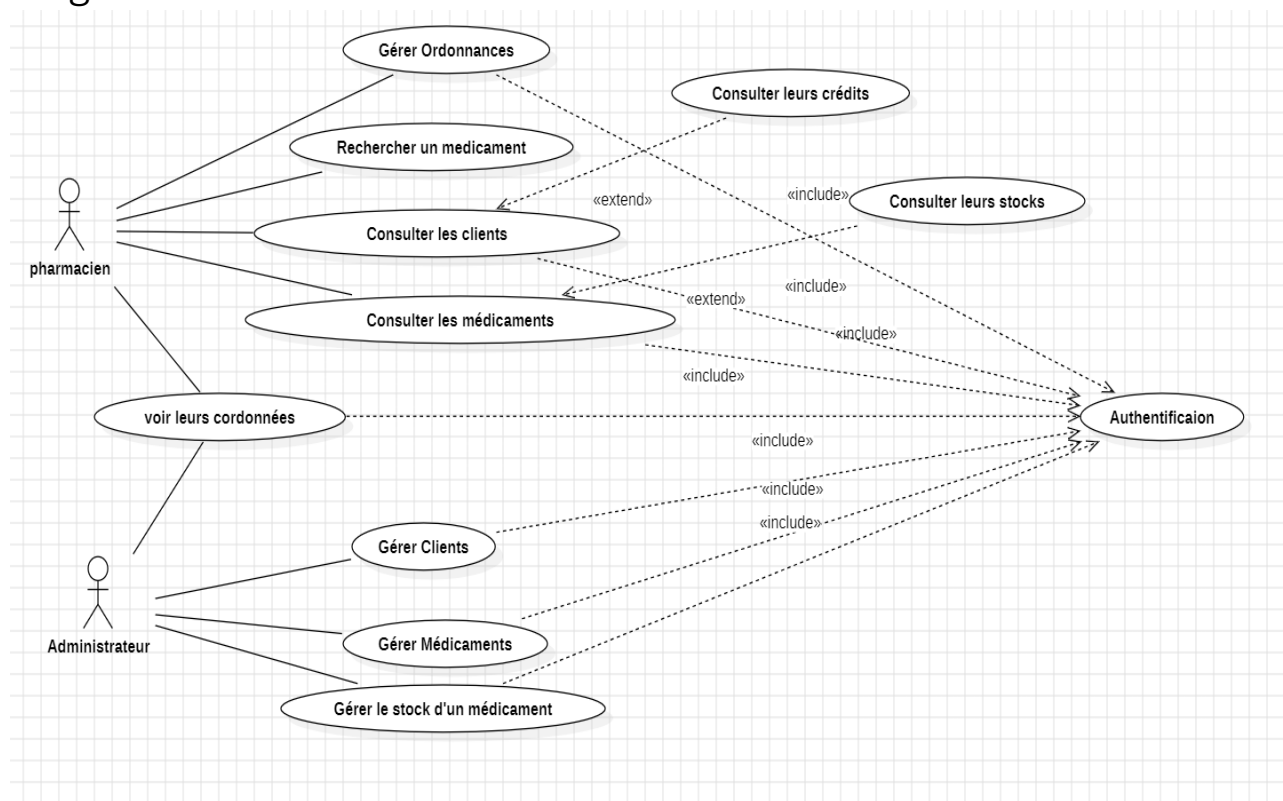 Gérer Ordonnances
Consulter leurs crédits
Rechercher un medicament
«extend»
«include»
Consulter leurs stocks
pharmacien
Consulter les clients
«include»
«extend»
Consulter les médicaments
«include»
«include»
voir leurs cordonnées
Authentificaion
«include»
«include»
«include»
Gérer Clients
Administrateur
Gérer Médicaments
Gérer le stock d'un médicament